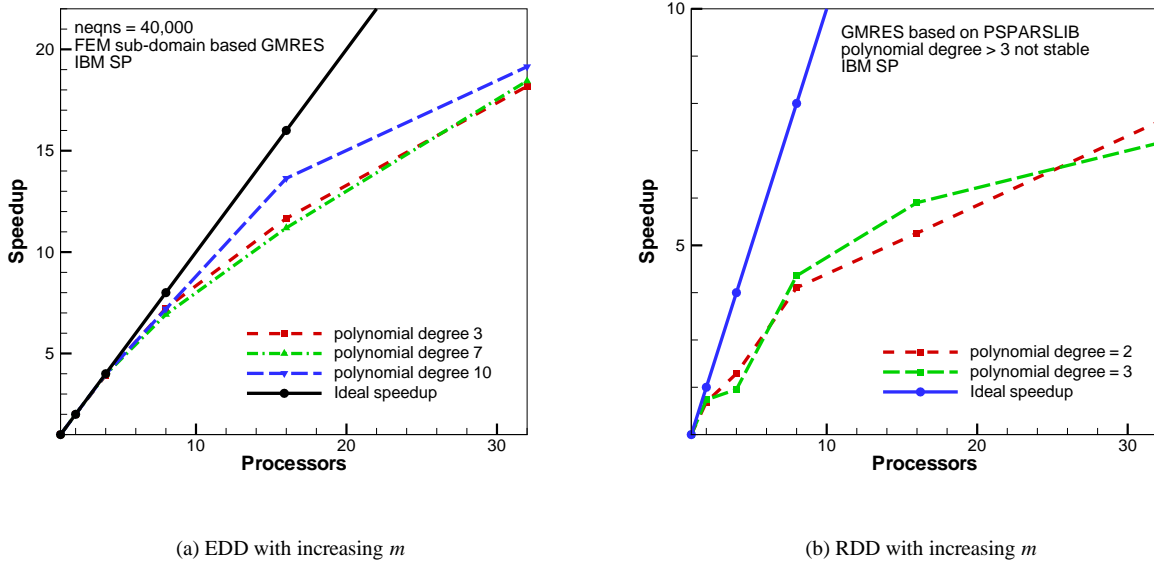 neqns = 40,000
FEM sub-domain based GMRES
IBM SP
20
15
10
5
Speedup
polynomial degree 3
polynomial degree 7
polynomial degree 10
Ideal speedup
10
20
30
Processors
(a) EDD with increasing m
GMRES based on PSPARSLIB
polynomial degree > 3 not stable
IBM SP
10
5
Speedup
polynomial degree = 2
polynomial degree = 3
Ideal speedup
10
20
30
Processors
(b) RDD with increasing m